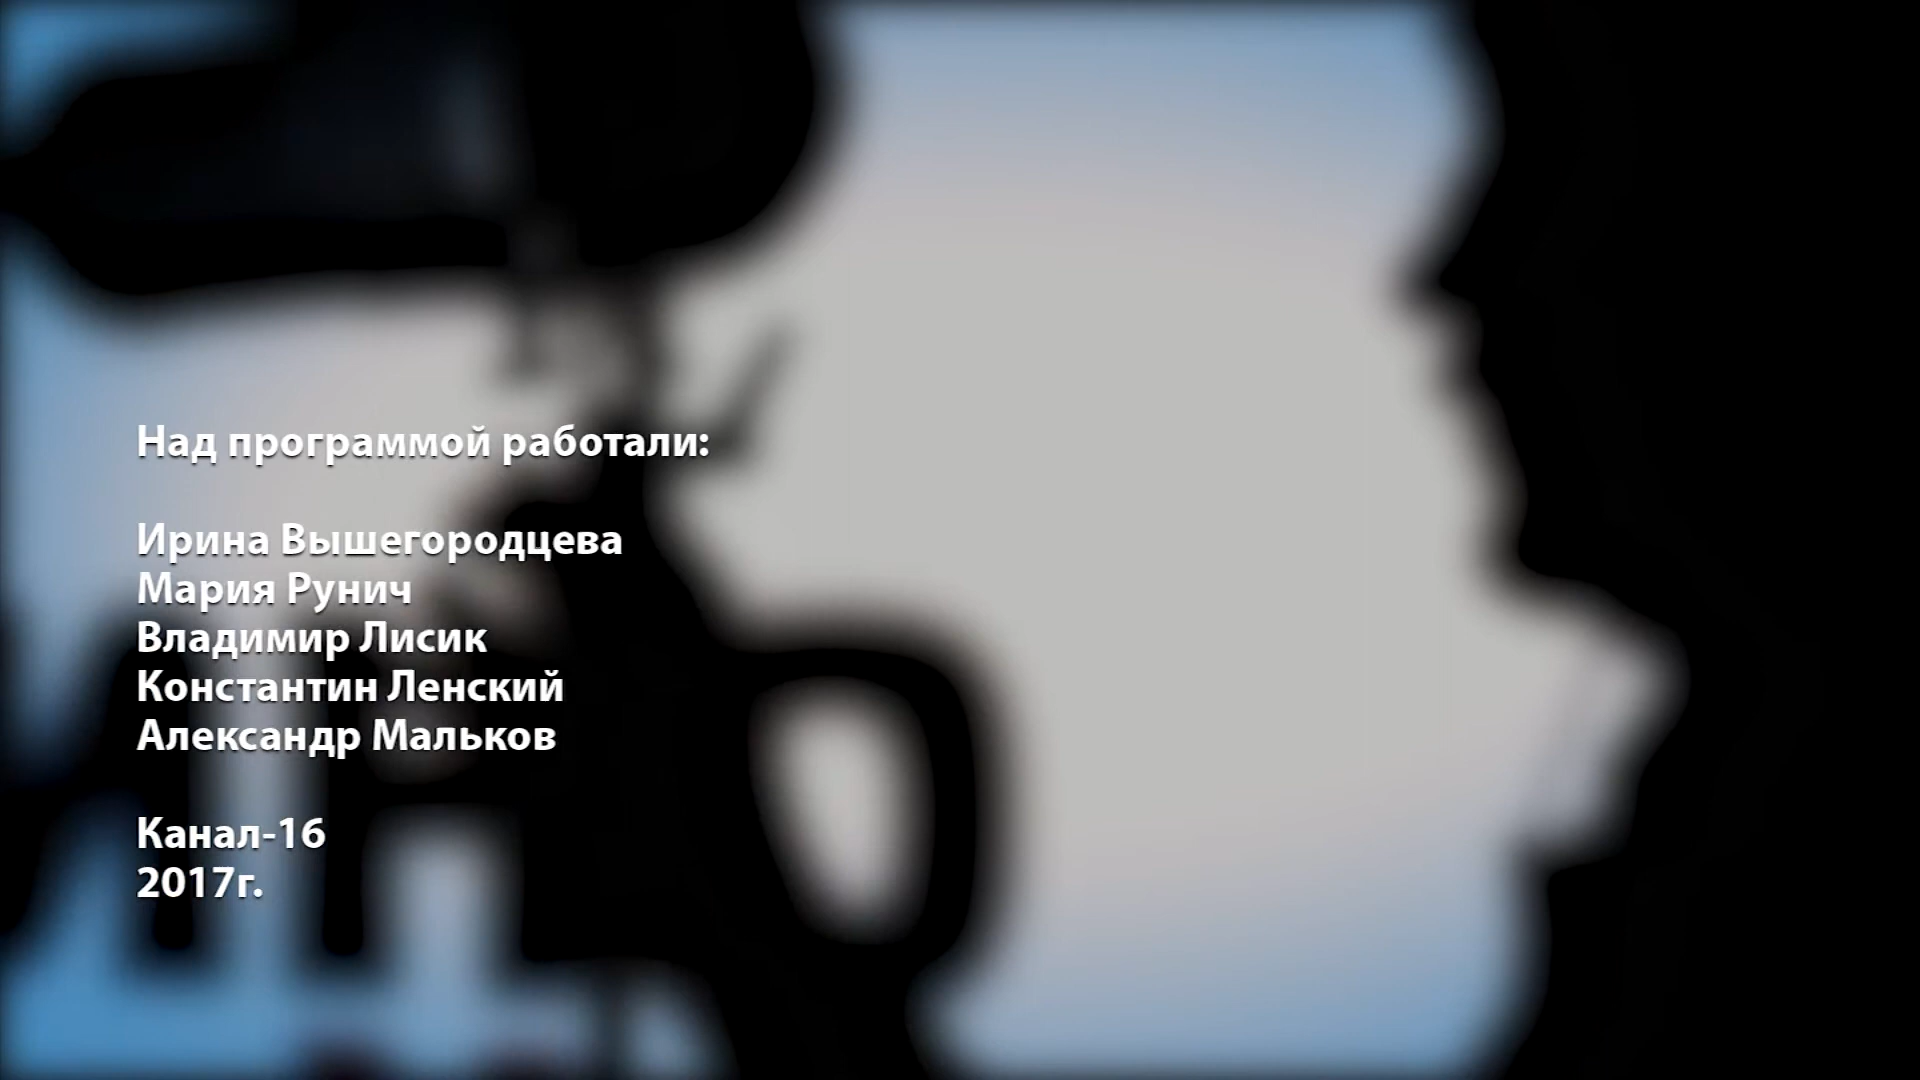 Над программой работали:
Ирина Вышегородцева
Мария Рунич
Владимир Лисик
Константин Ленский
Александр Мальков
Канал-16
2017г.